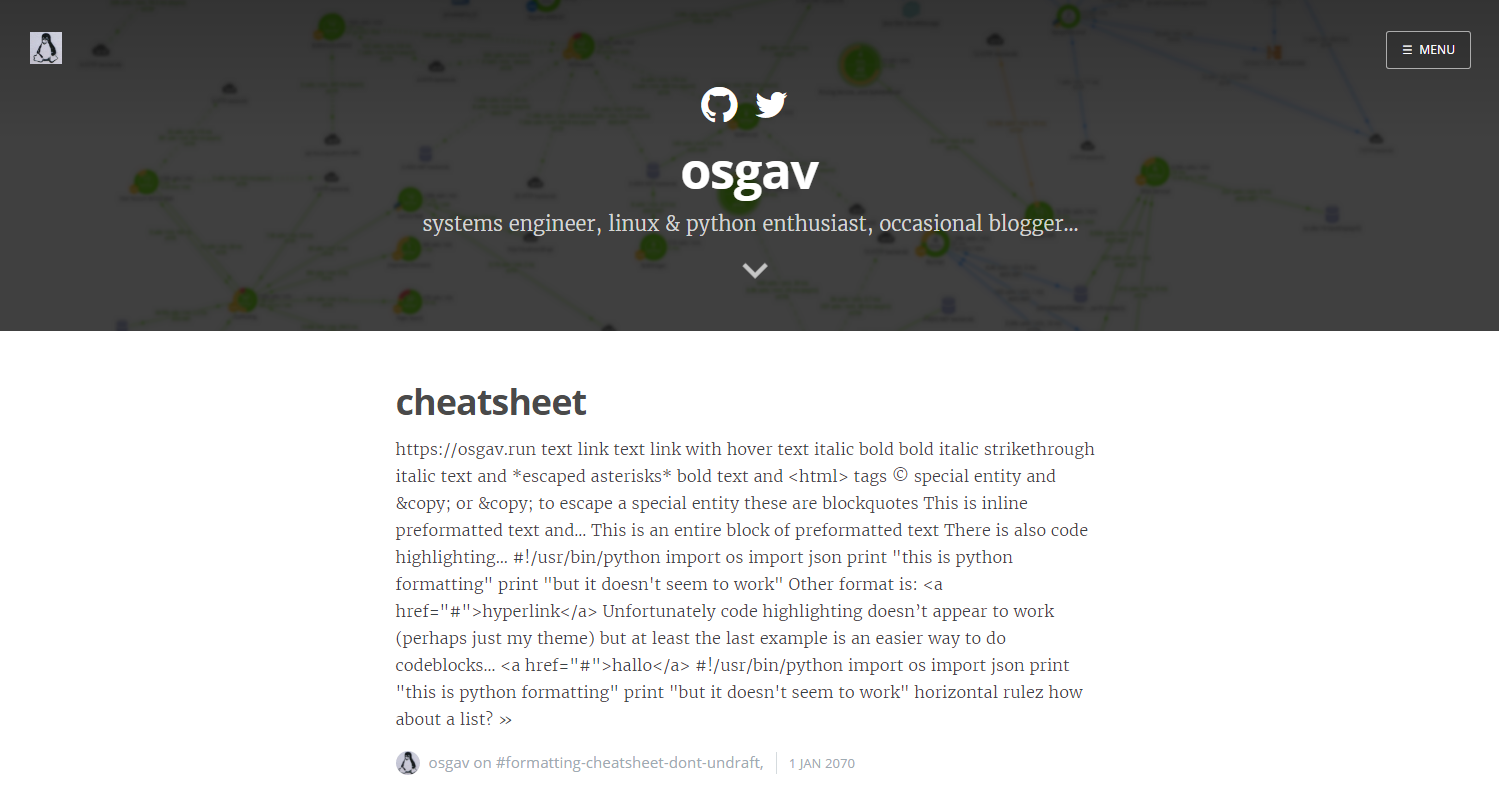 ☰ MENU
osgav
systems engineer, linux & python enthusiast, occasional blogger...
cheatsheet
https://osgav.run text link text link with hover text italic bold bold italic strikethrough
italic text and *escaped asterisks* bold text and <html> tags © special entity and
&copy; or &copy; to escape a special entity these are blockquotes This is inline
preformatted text and... This is an entire block of preformatted text There is also code
highlighting... #!/usr/bin/python import os import json print "this is python
formatting" print "but it doesn't seem to work" Other format is: <a
href="#">hyperlink</a> Unfortunately code highlighting doesn’t appear to work
(perhaps just my theme) but at least the last example is an easier way to do
codeblocks... <a href="#">hallo</a> #!/usr/bin/python import os import json print
"this is python formatting" print "but it doesn't seem to work" horizontal rulez how
about a list? »
osgav on #formatting-cheatsheet-dont-undraft, 1 JAN 2070